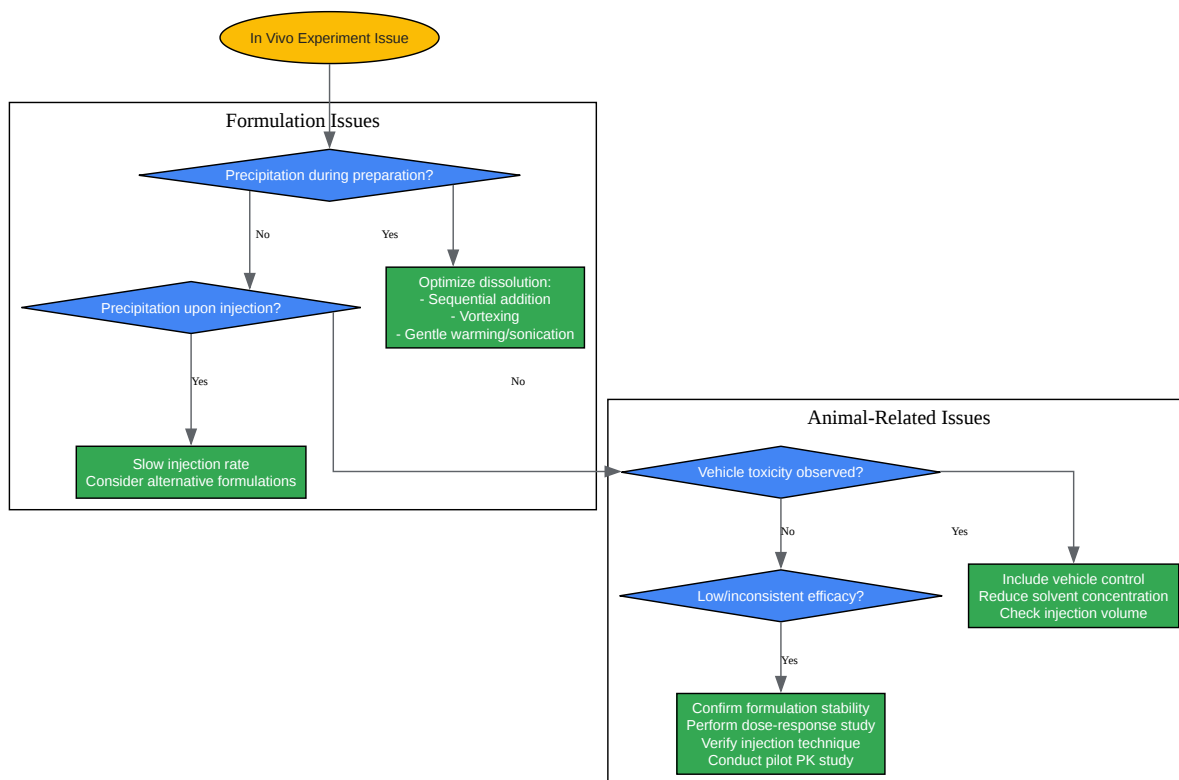 In Vivo Experiment Issue
Formulation Issues
Precipitation during preparation?
No
Yes
Optimize dissolution:
- Sequential addition
- Vortexing
- Gentle warming/sonication
Precipitation upon injection?
Yes
No
Slow injection rate
Consider alternative formulations
Animal-Related Issues
Vehicle toxicity observed?
No
Yes
Include vehicle control
Reduce solvent concentration
Check injection volume
Low/inconsistent efficacy?
Yes
Confirm formulation stability
Perform dose-response study
Verify injection technique
Conduct pilot PK study